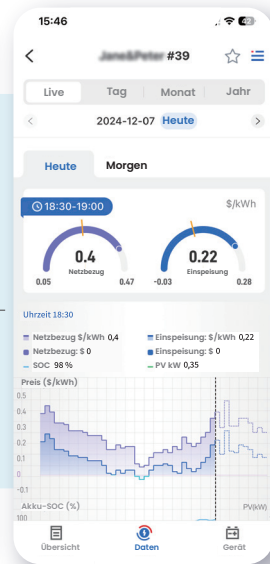 15:46
#39
Live Tag Monat Jahr
2024-12-07 Heute
Heute Morgen
18:30-19:00 $/kWh
0.4 0.22
Netzbezug Einspeisung
0.05 0.47 -0.03 0.28
Uhrzeit 18:30
Netzbezug $/kWh 0,4 Einspeisung: $/kWh 0,22
Netzbezug: $ 0 Einspeisung: $ 0
SOC 98 % PV kW 0,35
Preis ($/kWh)
0.5
0.4
0.3
0.2
0.1
0
-0.1
Akku-SOC (%) PV(kW)
100
Übersicht Daten Gerät